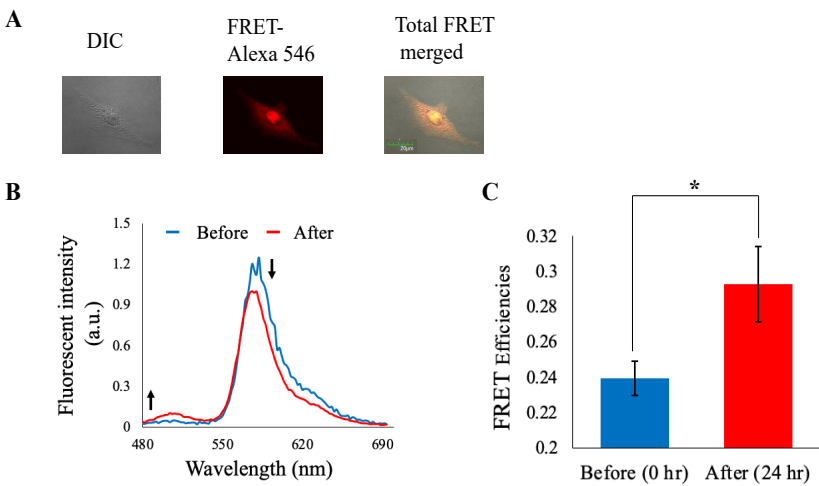 A
DIC
FRET-
Alexa 546
Total FRET
merged
20μm
B
Fluorescent intensity
(a.u.)
1.5
1.2
0.9
0.6
0.3
0
Before
After
480
550
620
690
Wavelength (nm)
C
*
FRET Efficiencies
0.32
0.3
0.28
0.26
0.24
0.22
0.2
Before (0 hr)
After (24 hr)